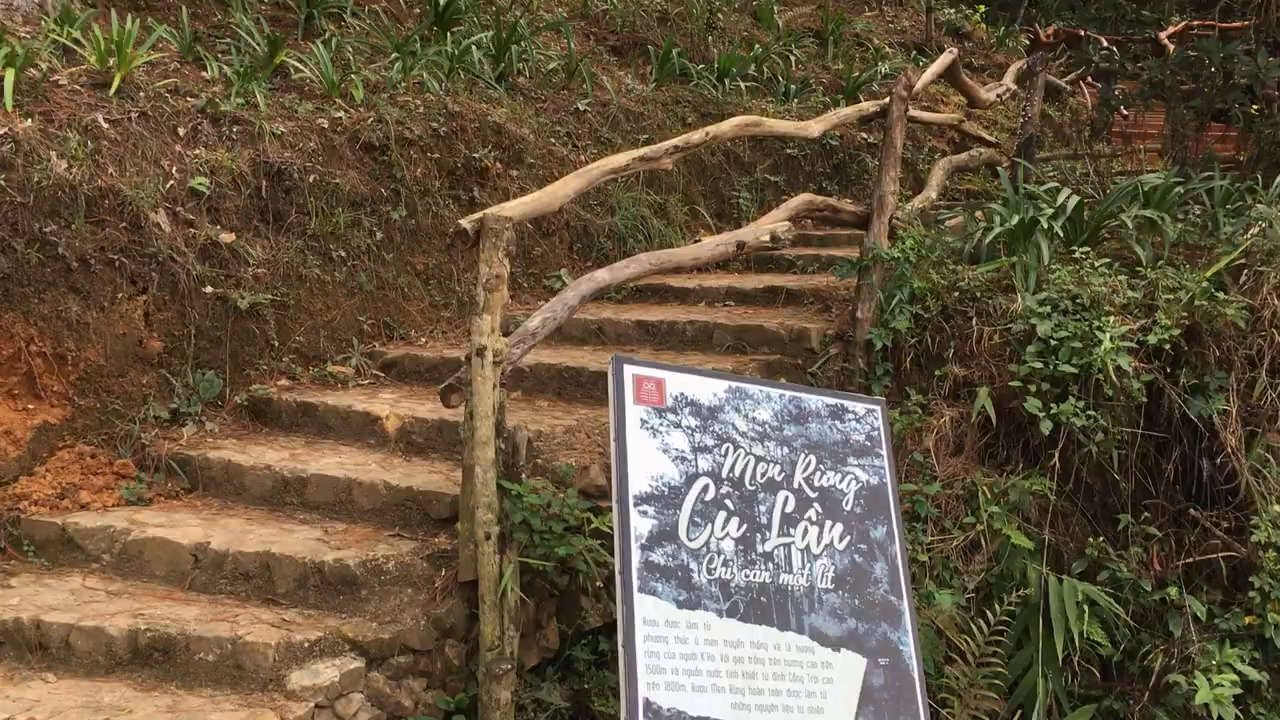 Men Rừng
Cù Lần
Chỉ cần một lít
Rượu được làm từ
phương thức ủ men truyền thống và lá hương
rừng của người K'Ho. Với gạo trồng trên nương cao trên
1500m và nguồn nước tinh khiết từ đỉnh Cổng Trời cao
trên 1800m, Rượu Men Rừng hoàn toàn được làm từ
những nguyên liệu tự nhiên